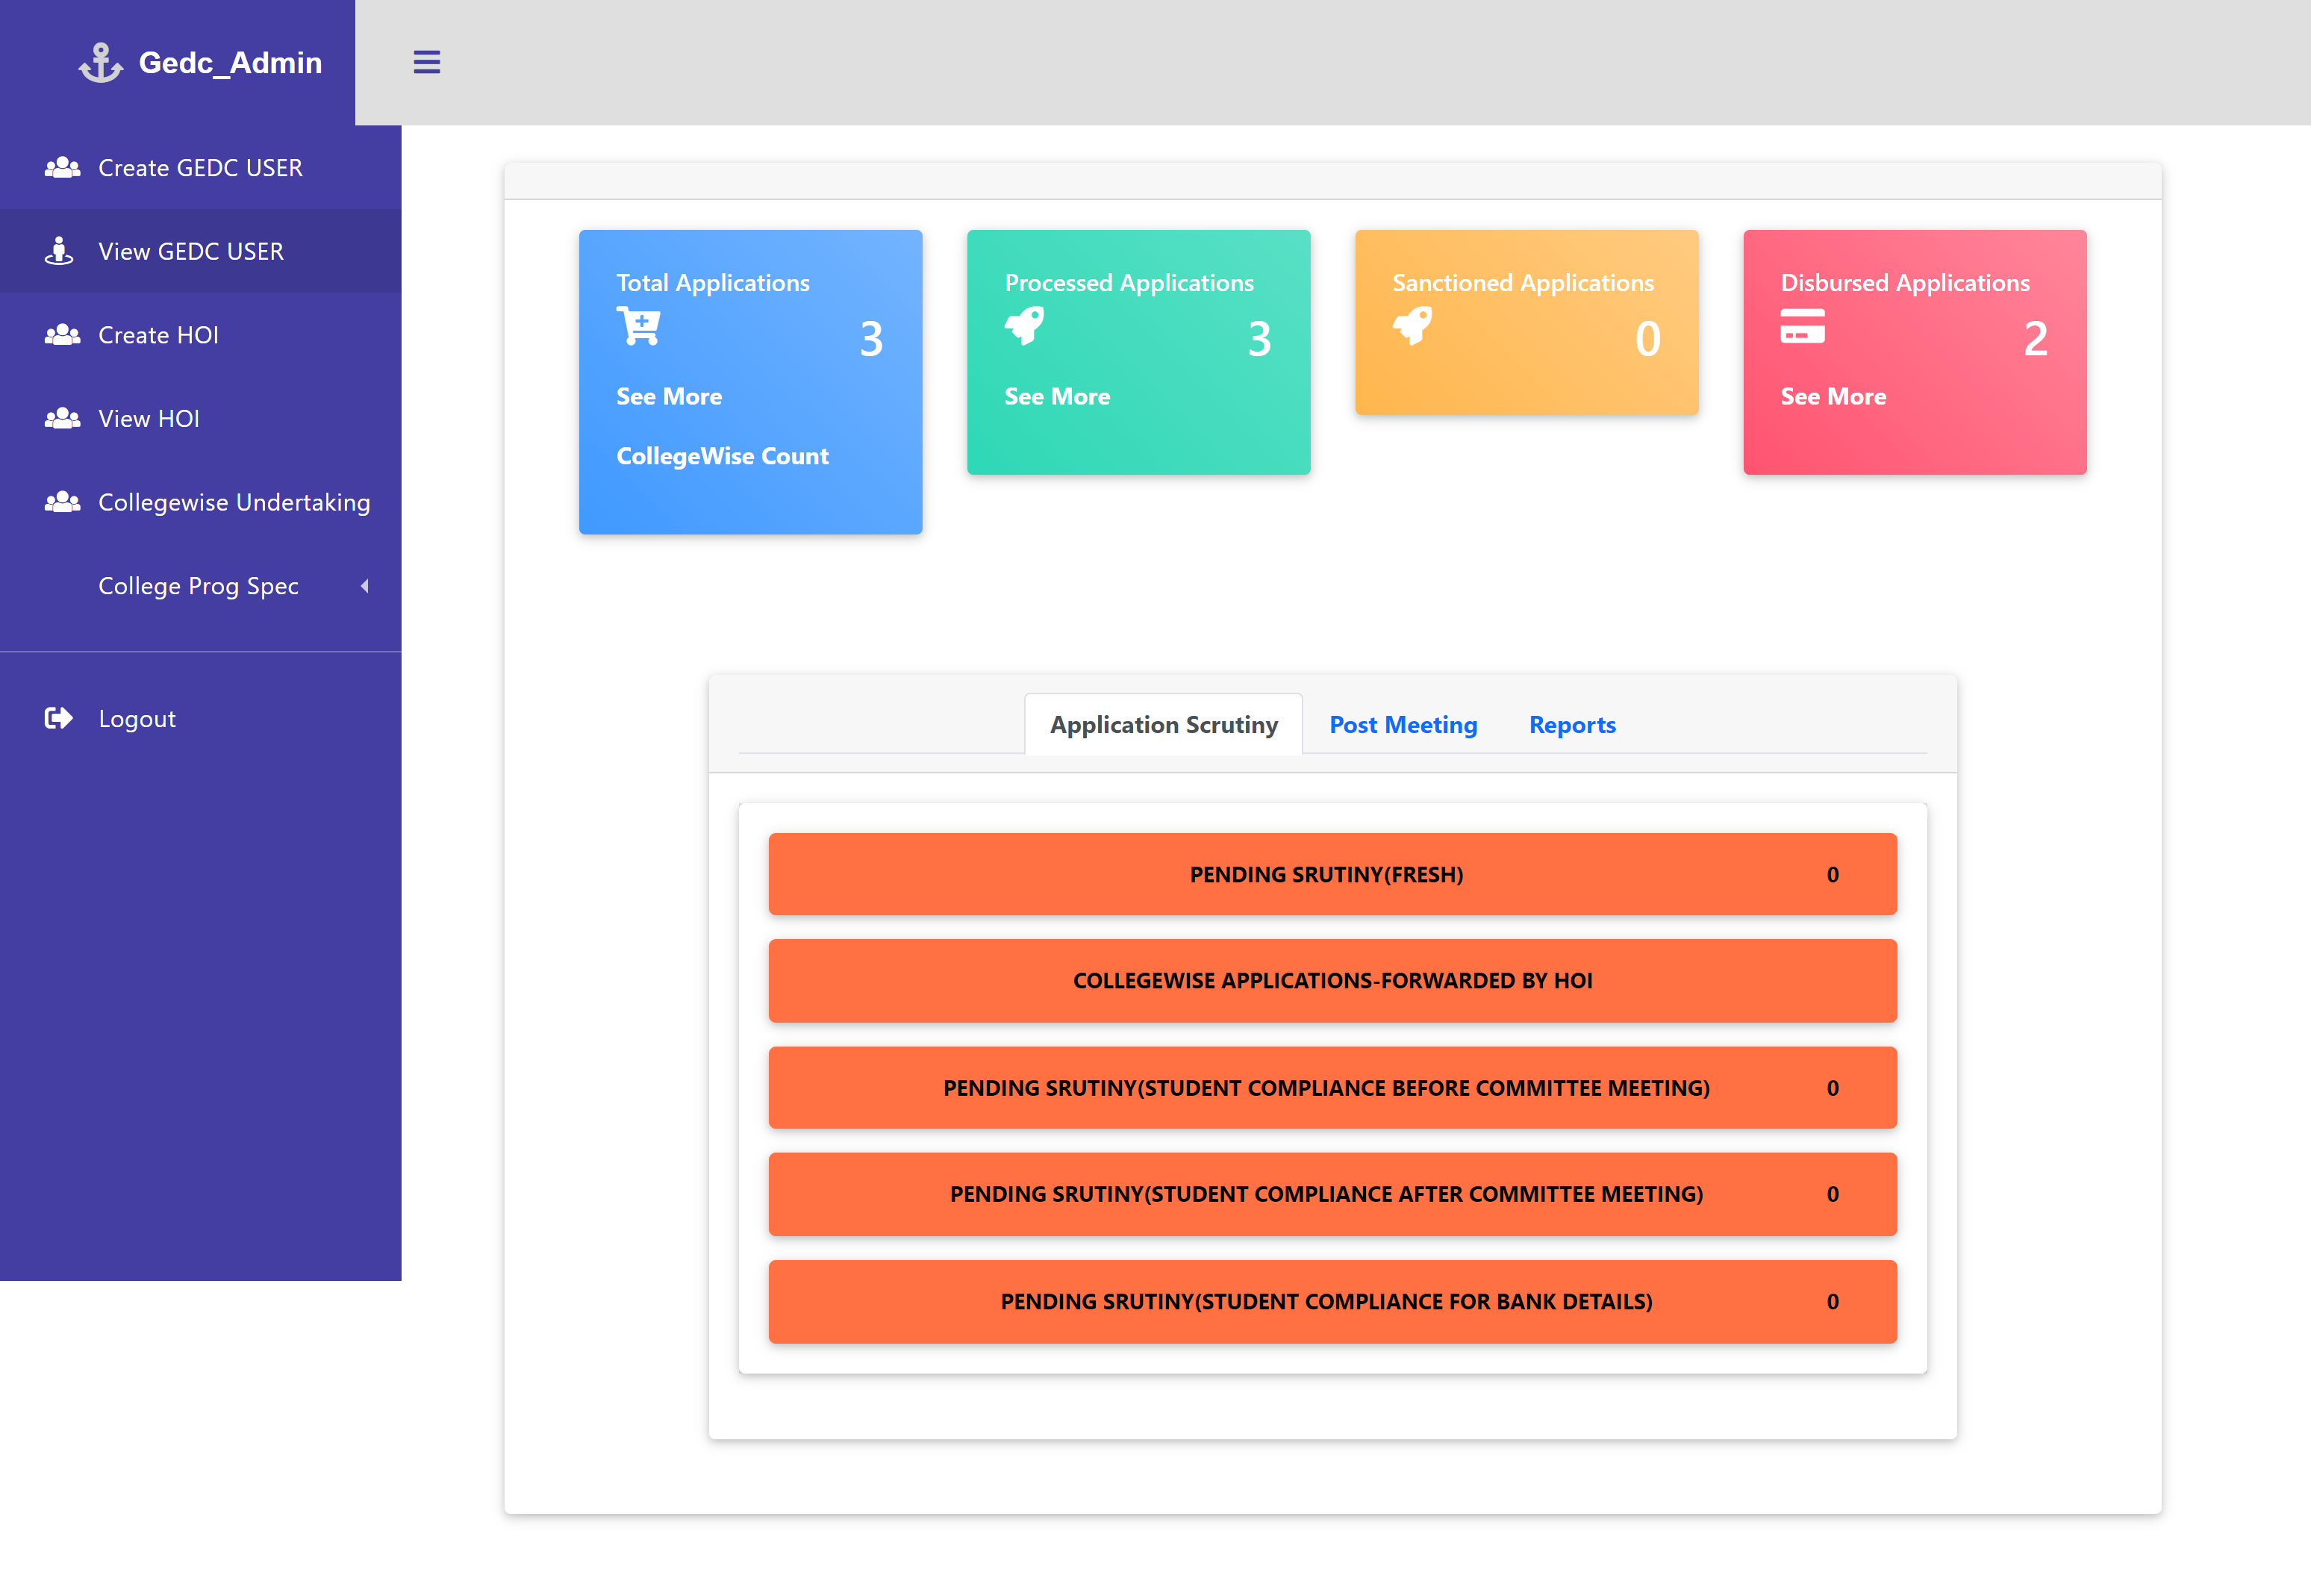 Gedc_Admin
Create GEDC USER
View GEDC USER
Create HOI
View HOI
Collegewise Undertaking
College Prog Spec
Logout
Total Applications
3
See More
CollegeWise Count
Processed Applications
3
See More
Sanctioned Applications
0
Disbursed Applications
2
See More
Application Scrutiny
Post Meeting
Reports
PENDING SRUTINY(FRESH) 0
COLLEGEWISE APPLICATIONS-FORWARDED BY HOI
PENDING SRUTINY(STUDENT COMPLIANCE BEFORE COMMITTEE MEETING) 0
PENDING SRUTINY(STUDENT COMPLIANCE AFTER COMMITTEE MEETING) 0
PENDING SRUTINY(STUDENT COMPLIANCE FOR BANK DETAILS) 0